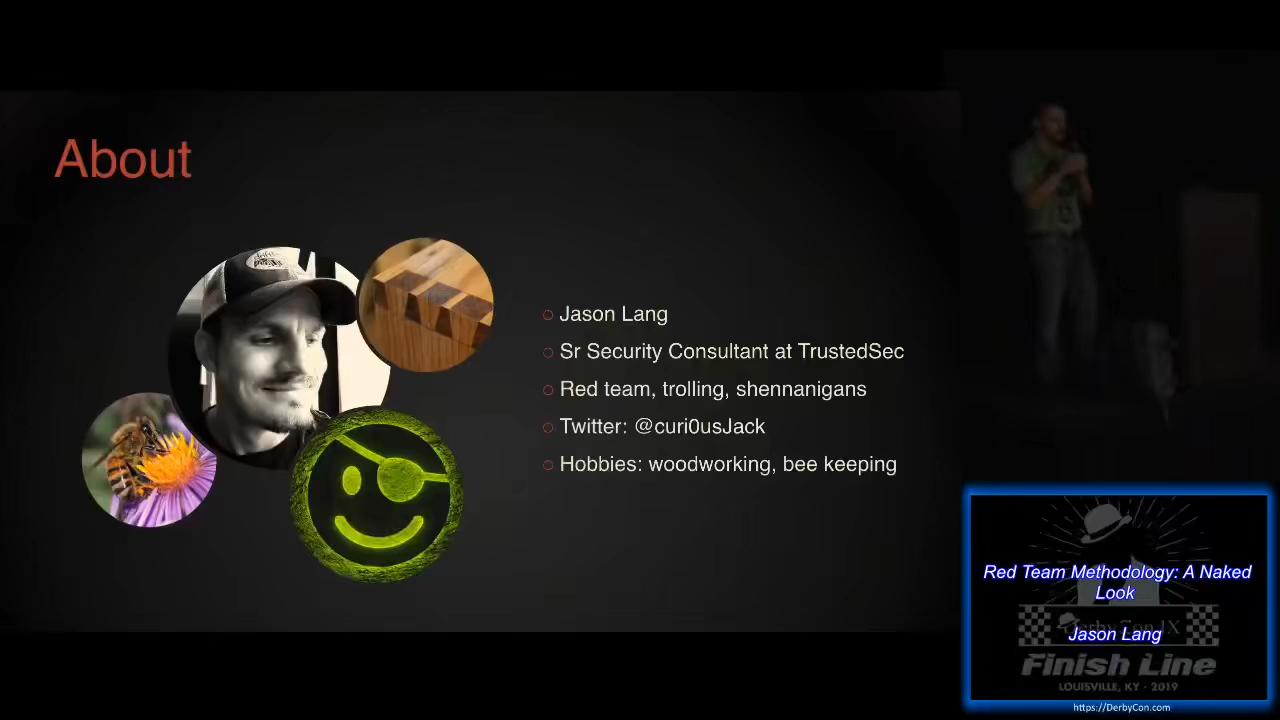 About
Jason Lang
Sr Security Consultant at TrustedSec
Red team, trolling, shennanigans
Twitter: @curi0usJack
Hobbies: woodworking, bee keeping
Red Team Methodology: A Naked
Look
Jason Lang
Finish Line
LOUISVILLE, KY - 2019
https://DerbyCon.com